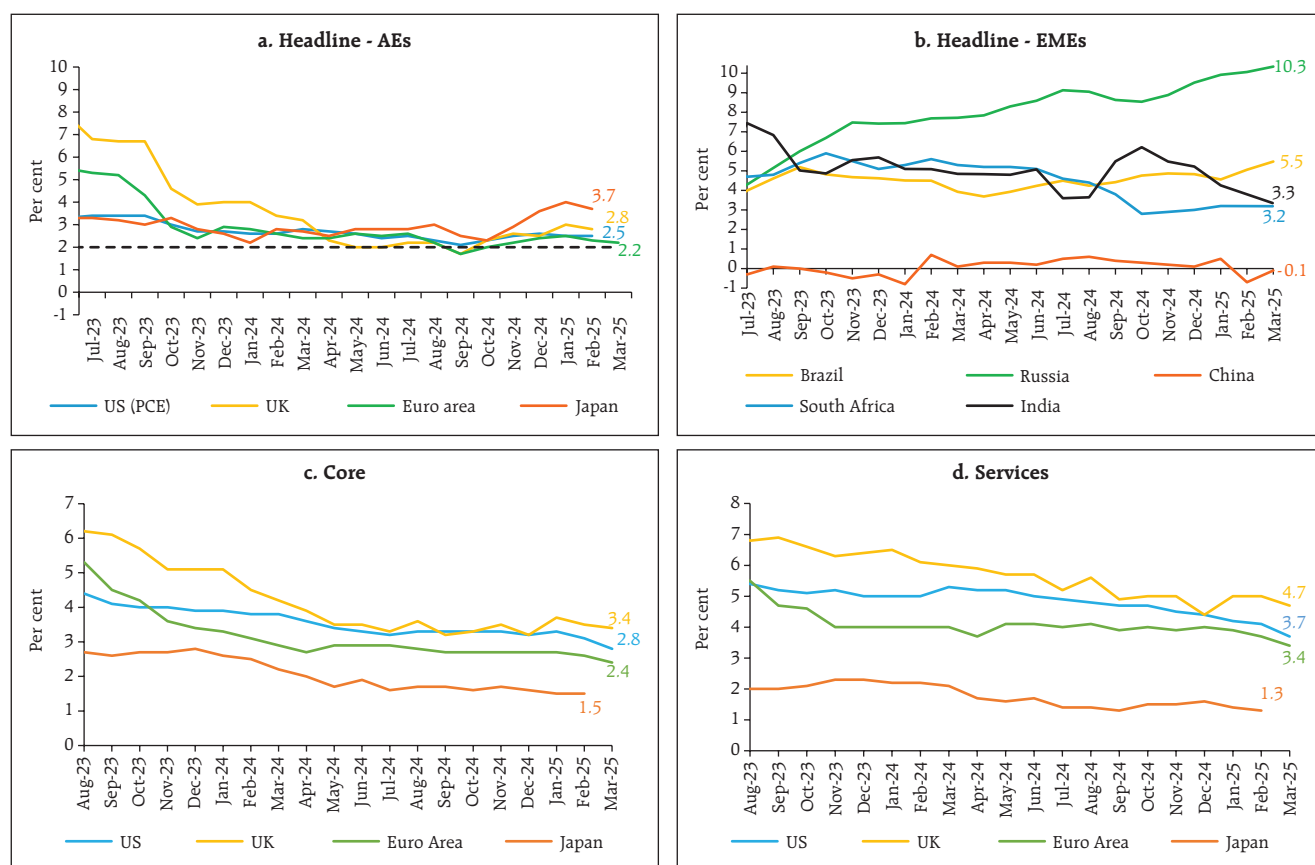 a. Headline - AEs
Per cent
10
9
8
7
6
5
4
3
2
1
0
-1
3.7
2.8
2.5
2.2
Jul-23
Aug-23
Sep-23
Oct-23
Nov-23
Dec-23
Jan-24
Feb-24
Mar-24
Apr-24
May-24
Jun-24
Jul-24
Aug-24
Sep-24
Oct-24
Nov-24
Dec-24
Jan-25
Feb-25
Mar-25
US (PCE) UK Euro area Japan
b. Headline - EMEs
Per cent
10
9
8
7
6
5
4
3
2
1
0
-1
10.3
5.5
3.3
3.2
-0.1
Jul-23
Aug-23
Sep-23
Oct-23
Nov-23
Dec-23
Jan-24
Feb-24
Mar-24
Apr-24
May-24
Jun-24
Jul-24
Aug-24
Sep-24
Oct-24
Nov-24
Dec-24
Jan-25
Feb-25
Mar-25
Brazil Russia China
South Africa India
c. Core
Per cent
7
6
5
4
3
2
1
0
3.4
2.8
2.4
1.5
Aug-23
Sep-23
Oct-23
Nov-23
Dec-23
Jan-24
Feb-24
Mar-24
Apr-24
May-24
Jun-24
Jul-24
Aug-24
Sep-24
Oct-24
Nov-24
Dec-24
Jan-25
Feb-25
Mar-25
US UK Euro Area Japan
d. Services
Per cent
8
7
6
5
4
3
2
1
0
4.7
3.7
3.4
1.3
Aug-23
Sep-23
Oct-23
Nov-23
Dec-23
Jan-24
Feb-24
Mar-24
Apr-24
May-24
Jun-24
Jul-24
Aug-24
Sep-24
Oct-24
Nov-24
Dec-24
Jan-25
Feb-25
Mar-25
US UK Euro Area Japan